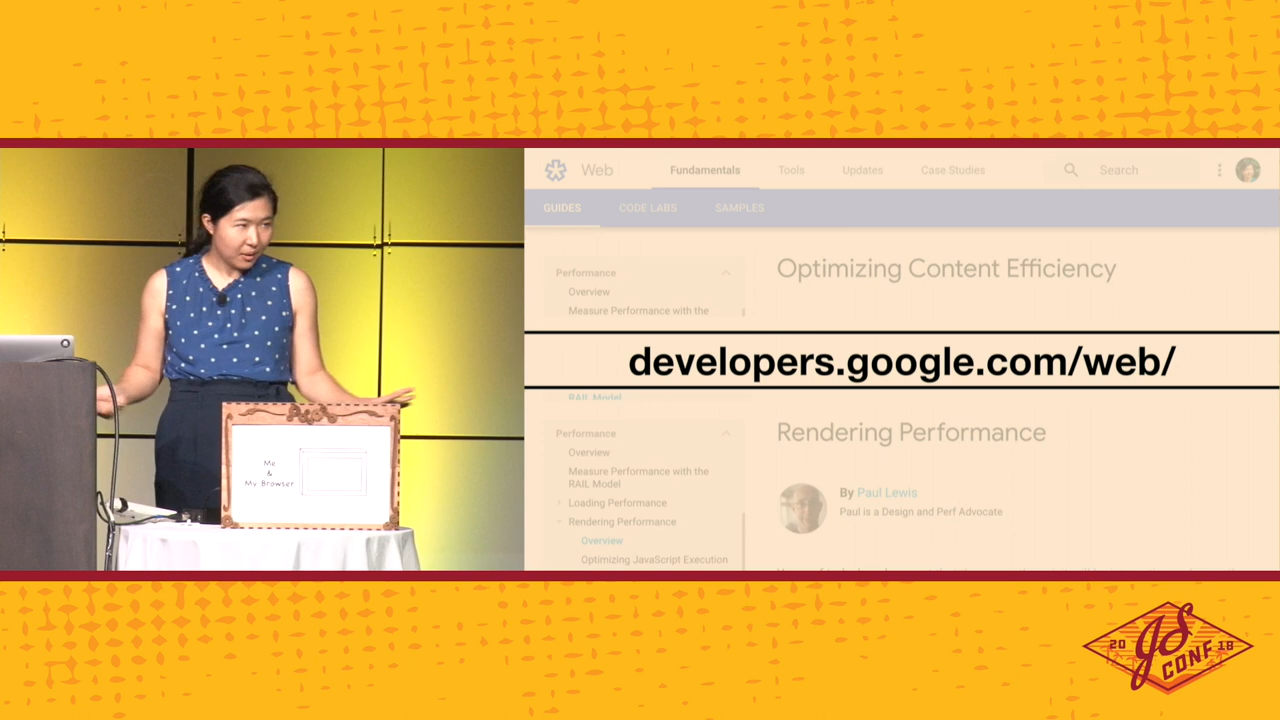 Me
&
My Browser
Web
Fundamentals
Tools
Updates
Case Studies
Search
GUIDES
CODE LABS
SAMPLES
Performance
Overview
Measure Performance with the
Optimizing Content Efficiency
developers.google.com/web/
RAIL Model
Performance
Overview
Measure Performance with the
RAIL Model
Loading Performance
Rendering Performance
Overview
Optimizing JavaScript Execution
Rendering Performance
By Paul Lewis
Paul is a Design and Perf Advocate
20 JS CONF 18